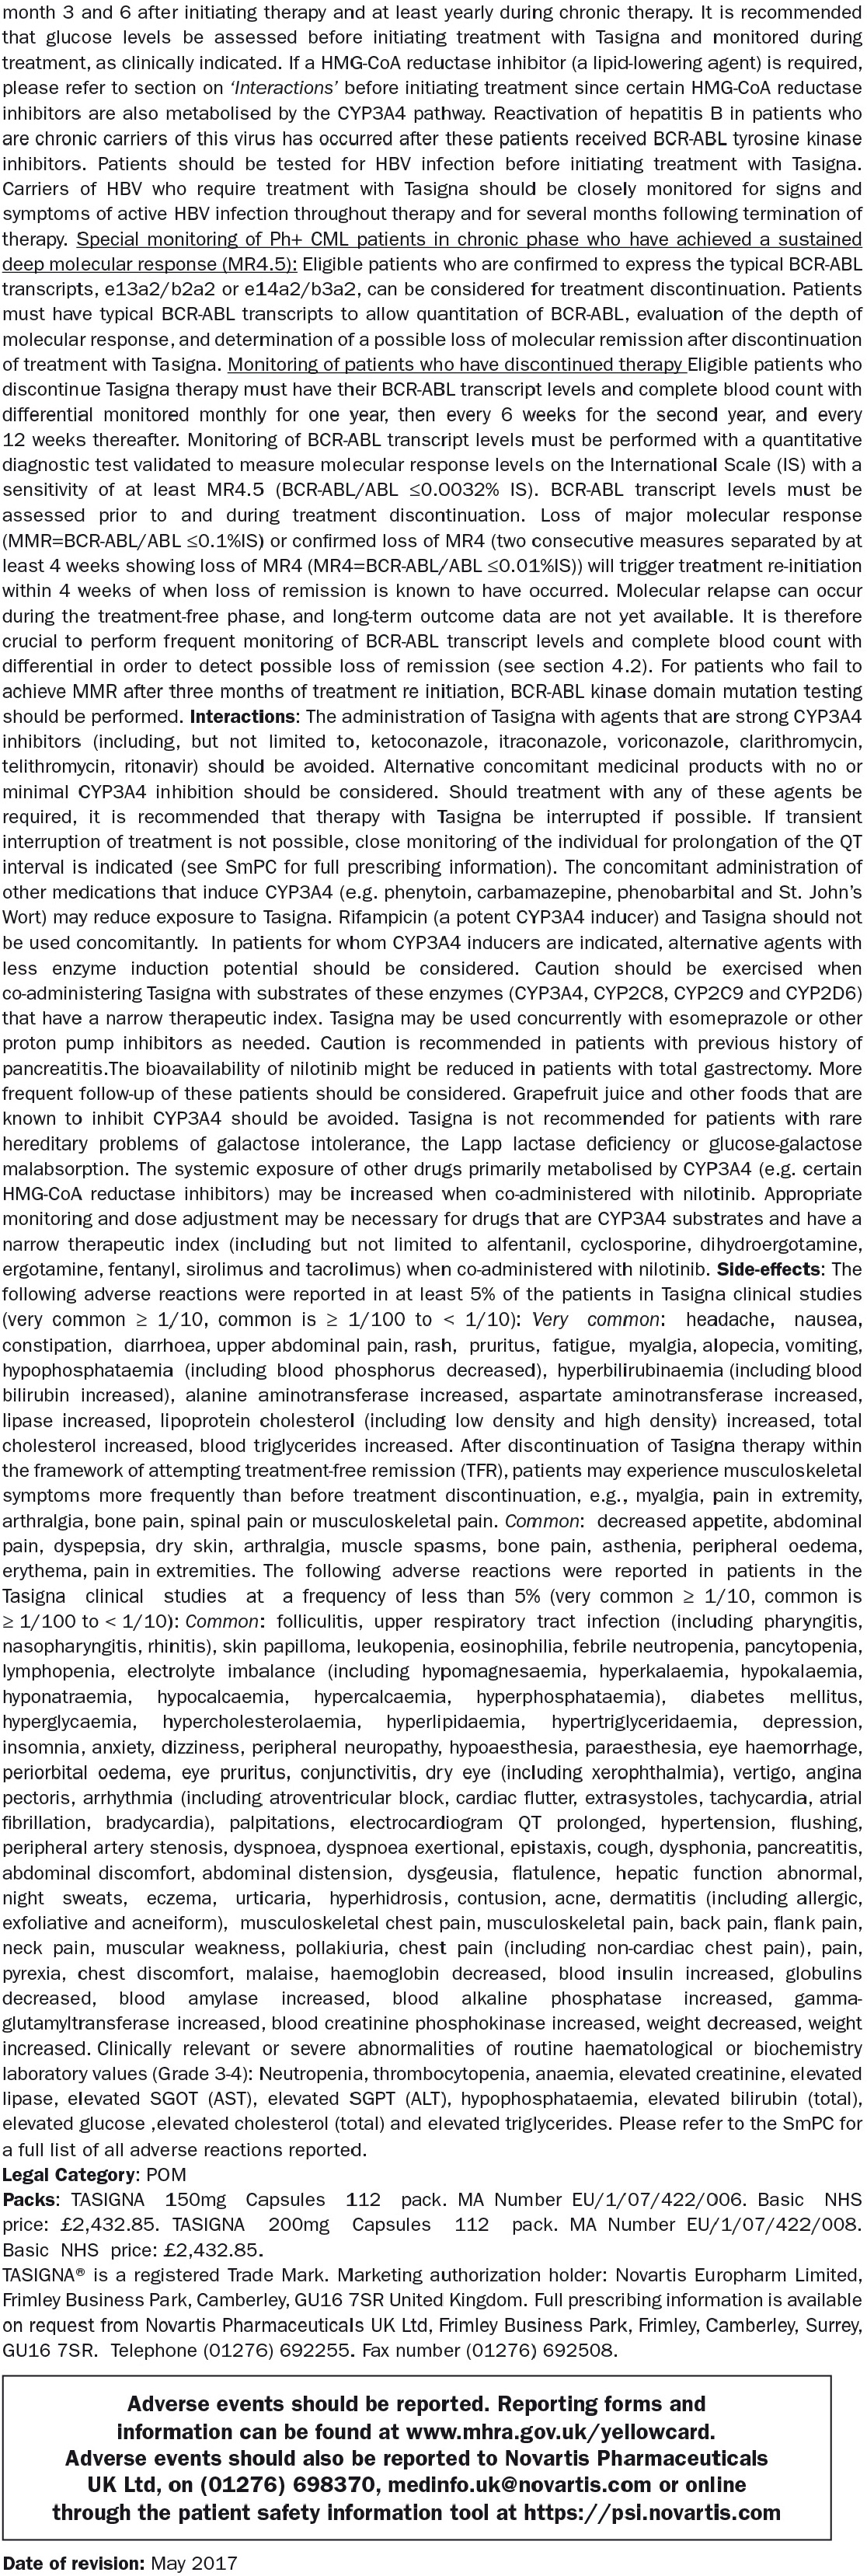 month 3 and 6 after initiating therapy and at least yearly during chronic therapy. It is recommended
that glucose levels be assessed before initiating treatment with Tasigna and monitored during
treatment, as clinically indicated. If a HMG-CoA reductase inhibitor (a lipid-lowering agent) is required,
please refer to section on ‘Interactions’ before initiating treatment since certain HMG-CoA reductase
inhibitors are also metabolised by the CYP3A4 pathway. Reactivation of hepatitis B in patients who
are chronic carriers of this virus has occurred after these patients received BCR-ABL tyrosine kinase
inhibitors. Patients should be tested for HBV infection before initiating treatment with Tasigna.
Carriers of HBV who require treatment with Tasigna should be closely monitored for signs and
symptoms of active HBV infection throughout therapy and for several months following termination of
therapy. Special monitoring of Ph+ CML patients in chronic phase who have achieved a sustained
deep molecular response (MR4.5): Eligible patients who are confirmed to express the typical BCR-ABL
transcripts, e13a2/b2a2 or e14a2/b3a2, can be considered for treatment discontinuation. Patients
must have typical BCR-ABL transcripts to allow quantitation of BCR-ABL, evaluation of the depth of
molecular response, and determination of a possible loss of molecular remission after discontinuation
of treatment with Tasigna. Monitoring of patients who have discontinued therapy Eligible patients who
discontinue Tasigna therapy must have their BCR-ABL transcript levels and complete blood count with
differential monitored monthly for one year, then every 6 weeks for the second year, and every
12 weeks thereafter. Monitoring of BCR-ABL transcript levels must be performed with a quantitative
diagnostic test validated to measure molecular response levels on the International Scale (IS) with a
sensitivity of at least MR4.5 (BCR-ABL/ABL ≤0.0032% IS). BCR-ABL transcript levels must be
assessed prior to and during treatment discontinuation. Loss of major molecular response
(MMR=BCR-ABL/ABL ≤0.1%IS) or confirmed loss of MR4 (two consecutive measures separated by at
least 4 weeks showing loss of MR4 (MR4=BCR-ABL/ABL ≤0.01%IS)) will trigger treatment re-initiation
within 4 weeks of when loss of remission is known to have occurred. Molecular relapse can occur
during the treatment-free phase, and long-term outcome data are not yet available. It is therefore
crucial to perform frequent monitoring of BCR-ABL transcript levels and complete blood count with
differential in order to detect possible loss of remission (see section 4.2). For patients who fail to
achieve MMR after three months of treatment re initiation, BCR-ABL kinase domain mutation testing
should be performed. Interactions: The administration of Tasigna with agents that are strong CYP3A4
inhibitors (including, but not limited to, ketoconazole, itraconazole, voriconazole, clarithromycin,
telithromycin, ritonavir) should be avoided. Alternative concomitant medicinal products with no or
minimal CYP3A4 inhibition should be considered. Should treatment with any of these agents be
required, it is recommended that therapy with Tasigna be interrupted if possible. If transient
interruption of treatment is not possible, close monitoring of the individual for prolongation of the QT
interval is indicated (see SmPC for full prescribing information). The concomitant administration of
other medications that induce CYP3A4 (e.g. phenytoin, carbamazepine, phenobarbital and St. John’s
Wort) may reduce exposure to Tasigna. Rifampicin (a potent CYP3A4 inducer) and Tasigna should not
be used concomitantly. In patients for whom CYP3A4 inducers are indicated, alternative agents with
less enzyme induction potential should be considered. Caution should be exercised when
co-administering Tasigna with substrates of these enzymes (CYP3A4, CYP2C8, CYP2C9 and CYP2D6)
that have a narrow therapeutic index. Tasigna may be used concurrently with esomeprazole or other
proton pump inhibitors as needed. Caution is recommended in patients with previous history of
pancreatitis.The bioavailability of nilotinib might be reduced in patients with total gastrectomy. More
frequent follow-up of these patients should be considered. Grapefruit juice and other foods that are
known to inhibit CYP3A4 should be avoided. Tasigna is not recommended for patients with rare
hereditary problems of galactose intolerance, the Lapp lactase deficiency or glucose-galactose
malabsorption. The systemic exposure of other drugs primarily metabolised by CYP3A4 (e.g. certain
HMG-CoA reductase inhibitors) may be increased when co-administered with nilotinib. Appropriate
monitoring and dose adjustment may be necessary for drugs that are CYP3A4 substrates and have a
narrow therapeutic index (including but not limited to alfentanil, cyclosporine, dihydroergotamine,
ergotamine, fentanyl, sirolimus and tacrolimus) when co-administered with nilotinib. Side-effects: The
following adverse reactions were reported in at least 5% of the patients in Tasigna clinical studies
(very common ≥ 1/10, common is ≥ 1/100 to < 1/10): Very common: headache, nausea,
constipation, diarrhoea, upper abdominal pain, rash, pruritus, fatigue, myalgia, alopecia, vomiting,
hypophosphataemia (including blood phosphorus decreased), hyperbilirubinaemia (including blood
bilirubin increased), alanine aminotransferase increased, aspartate aminotransferase increased,
lipase increased, lipoprotein cholesterol (including low density and high density) increased, total
cholesterol increased, blood triglycerides increased. After discontinuation of Tasigna therapy within
the framework of attempting treatment-free remission (TFR), patients may experience musculoskeletal
symptoms more frequently than before treatment discontinuation, e.g., myalgia, pain in extremity,
arthralgia, bone pain, spinal pain or musculoskeletal pain. Common: decreased appetite, abdominal
pain, dyspepsia, dry skin, arthralgia, muscle spasms, bone pain, asthenia, peripheral oedema,
erythema, pain in extremities. The following adverse reactions were reported in patients in the
Tasigna clinical studies at a frequency of less than 5% (very common ≥ 1/10, common is
≥ 1/100 to < 1/10): Common: folliculitis, upper respiratory tract infection (including pharyngitis,
nasopharyngitis, rhinitis), skin papilloma, leukopenia, eosinophilia, febrile neutropenia, pancytopenia,
lymphopenia, electrolyte imbalance (including hypomagnesaemia, hyperkalaemia, hypokalaemia,
hyponatraemia, hypocalcaemia, hypercalcaemia, hyperphosphataemia), diabetes mellitus,
hyperglycaemia, hypercholesterolaemia, hyperlipidaemia, hypertriglyceridaemia, depression,
insomnia, anxiety, dizziness, peripheral neuropathy, hypoaesthesia, paraesthesia, eye haemorrhage,
periorbital oedema, eye pruritus, conjunctivitis, dry eye (including xerophthalmia), vertigo, angina
pectoris, arrhythmia (including atroventricular block, cardiac flutter, extrasystoles, tachycardia, atrial
fibrillation, bradycardia), palpitations, electrocardiogram QT prolonged, hypertension, flushing,
peripheral artery stenosis, dyspnoea, dyspnoea exertional, epistaxis, cough, dysphonia, pancreatitis,
abdominal discomfort, abdominal distension, dysgeusia, flatulence, hepatic function abnormal,
night sweats, eczema, urticaria, hyperhidrosis, contusion, acne, dermatitis (including allergic,
exfoliative and acneiform), musculoskeletal chest pain, musculoskeletal pain, back pain, flank pain,
neck pain, muscular weakness, pollakiuria, chest pain (including non-cardiac chest pain), pain,
pyrexia, chest discomfort, malaise, haemoglobin decreased, blood insulin increased, globulins
decreased, blood amylase increased, blood alkaline phosphatase increased, gamma-
glutamyltransferase increased, blood creatinine phosphokinase increased, weight decreased, weight
increased. Clinically relevant or severe abnormalities of routine haematological or biochemistry
laboratory values (Grade 3-4): Neutropenia, thrombocytopenia, anaemia, elevated creatinine, elevated
lipase, elevated SGOT (AST), elevated SGPT (ALT), hypophosphataemia, elevated bilirubin (total),
elevated glucose ,elevated cholesterol (total) and elevated triglycerides. Please refer to the SmPC for
a full list of all adverse reactions reported.
Legal Category: POM
Packs: TASIGNA 150mg Capsules 112 pack. MA Number EU/1/07/422/006. Basic NHS
price: £2,432.85. TASIGNA 200mg Capsules 112 pack. MA Number EU/1/07/422/008.
Basic NHS price: £2,432.85.
TASIGNA® is a registered Trade Mark. Marketing authorization holder: Novartis Europharm Limited,
Frimley Business Park, Camberley, GU16 7SR United Kingdom. Full prescribing information is available
on request from Novartis Pharmaceuticals UK Ltd, Frimley Business Park, Frimley, Camberley, Surrey,
GU16 7SR. Telephone (01276) 692255. Fax number (01276) 692508.
Adverse events should be reported. Reporting forms and
information can be found at www.mhra.gov.uk/yellowcard.
Adverse events should also be reported to Novartis Pharmaceuticals
UK Ltd, on (01276) 698370, medinfo.uk@novartis.com or online
through the patient safety information tool at https://psi.novartis.com
Date of revision: May 2017